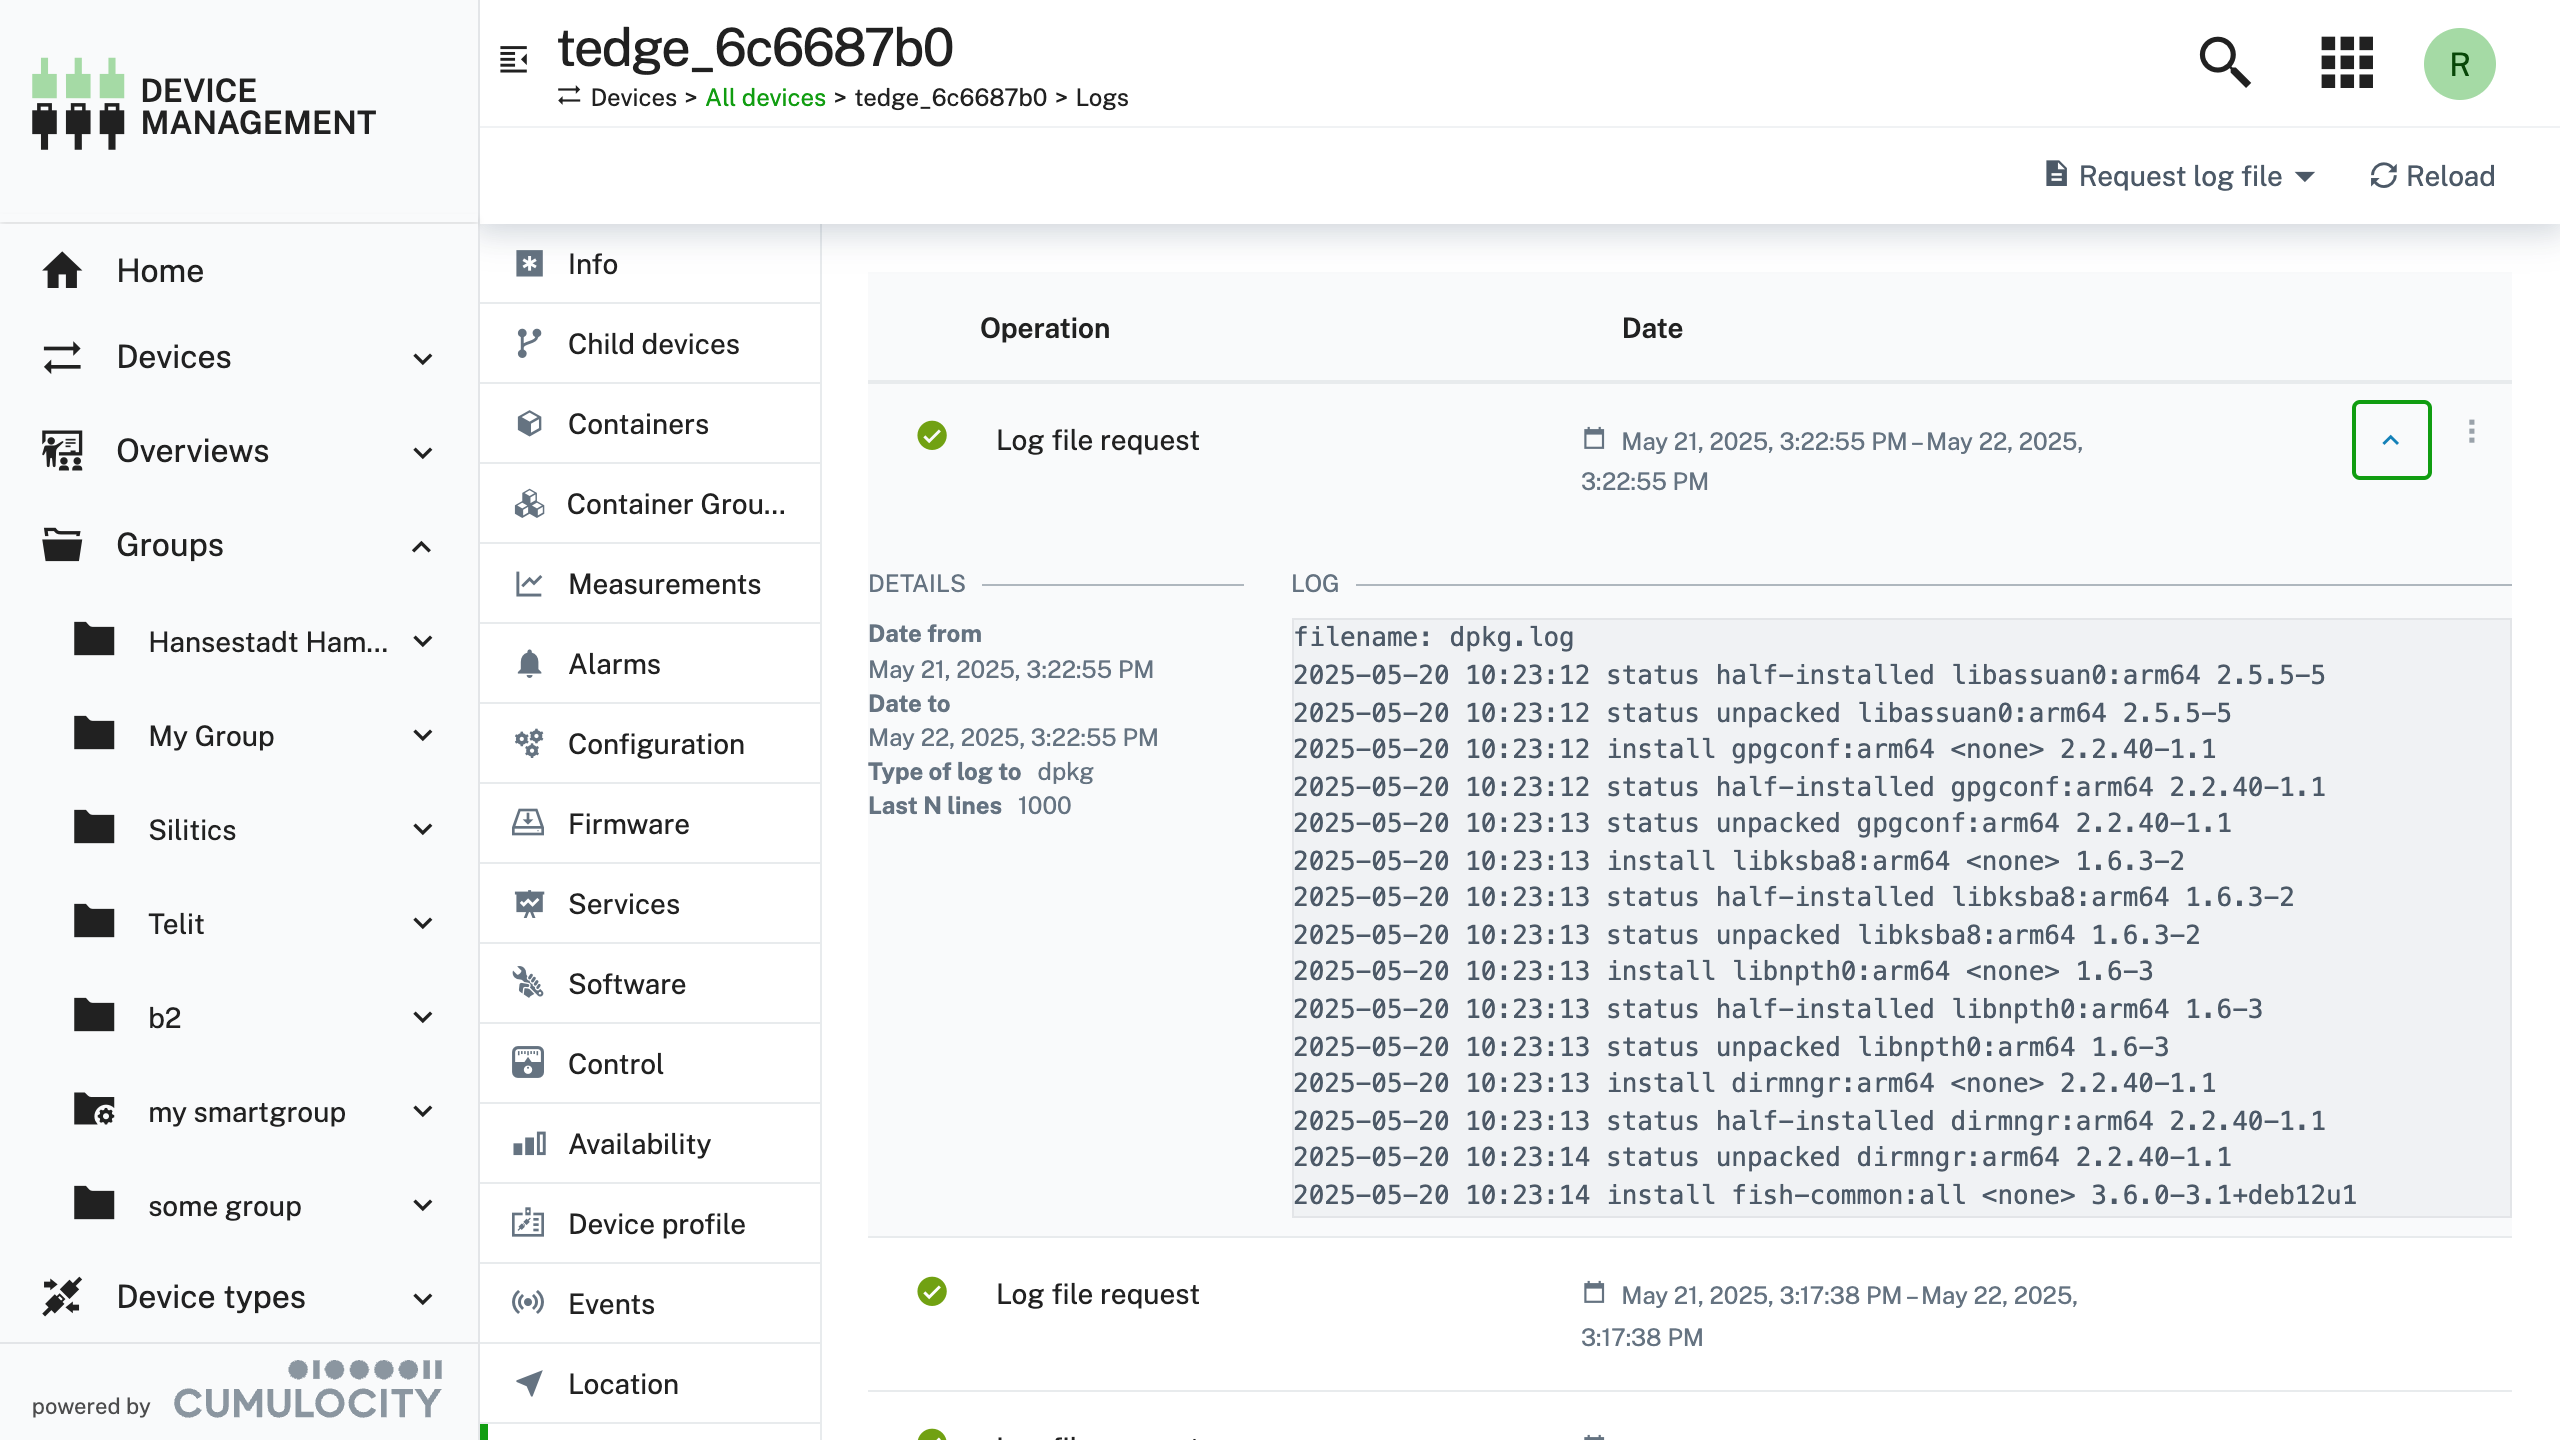 DEVICE
MANAGEMENT
tedge_6c6687b0
Devices > All devices > tedge_6c6687b0 > Logs
R
Request log file
Reload
Home
Devices
Overviews
Groups
Hansestadt Ham...
My Group
Silitics
Telit
b2
my smartgroup
some group
Device types
powered by CUMULOCITY
Info
Child devices
Containers
Container Grou...
Measurements
Alarms
Configuration
Firmware
Services
Software
Control
Availability
Device profile
Events
Location
Operation Date
Log file request
May 21, 2025, 3:22:55 PM – May 22, 2025,
3:22:55 PM
DETAILS
Date from
May 21, 2025, 3:22:55 PM
Date to
May 22, 2025, 3:22:55 PM
Type of log to dpkg
Last N lines 1000
LOG
filename: dpkg.log
2025-05-20 10:23:12 status half-installed libassuan0:arm64 2.5.5-5
2025-05-20 10:23:12 status unpacked libassuan0:arm64 2.5.5-5
2025-05-20 10:23:12 install gpgconf:arm64 <none> 2.2.40-1.1
2025-05-20 10:23:12 status half-installed gpgconf:arm64 2.2.40-1.1
2025-05-20 10:23:13 status unpacked gpgconf:arm64 2.2.40-1.1
2025-05-20 10:23:13 install libksba8:arm64 <none> 1.6.3-2
2025-05-20 10:23:13 status half-installed libksba8:arm64 1.6.3-2
2025-05-20 10:23:13 status unpacked libksba8:arm64 1.6.3-2
2025-05-20 10:23:13 install libnpth0:arm64 <none> 1.6-3
2025-05-20 10:23:13 status half-installed libnpth0:arm64 1.6-3
2025-05-20 10:23:13 status unpacked libnpth0:arm64 1.6-3
2025-05-20 10:23:13 install dirmngr:arm64 <none> 2.2.40-1.1
2025-05-20 10:23:13 status half-installed dirmngr:arm64 2.2.40-1.1
2025-05-20 10:23:14 status unpacked dirmngr:arm64 2.2.40-1.1
2025-05-20 10:23:14 install fish-common:all <none> 3.6.0-3.1+deb12u1
Log file request
May 21, 2025, 3:17:38 PM – May 22, 2025,
3:17:38 PM